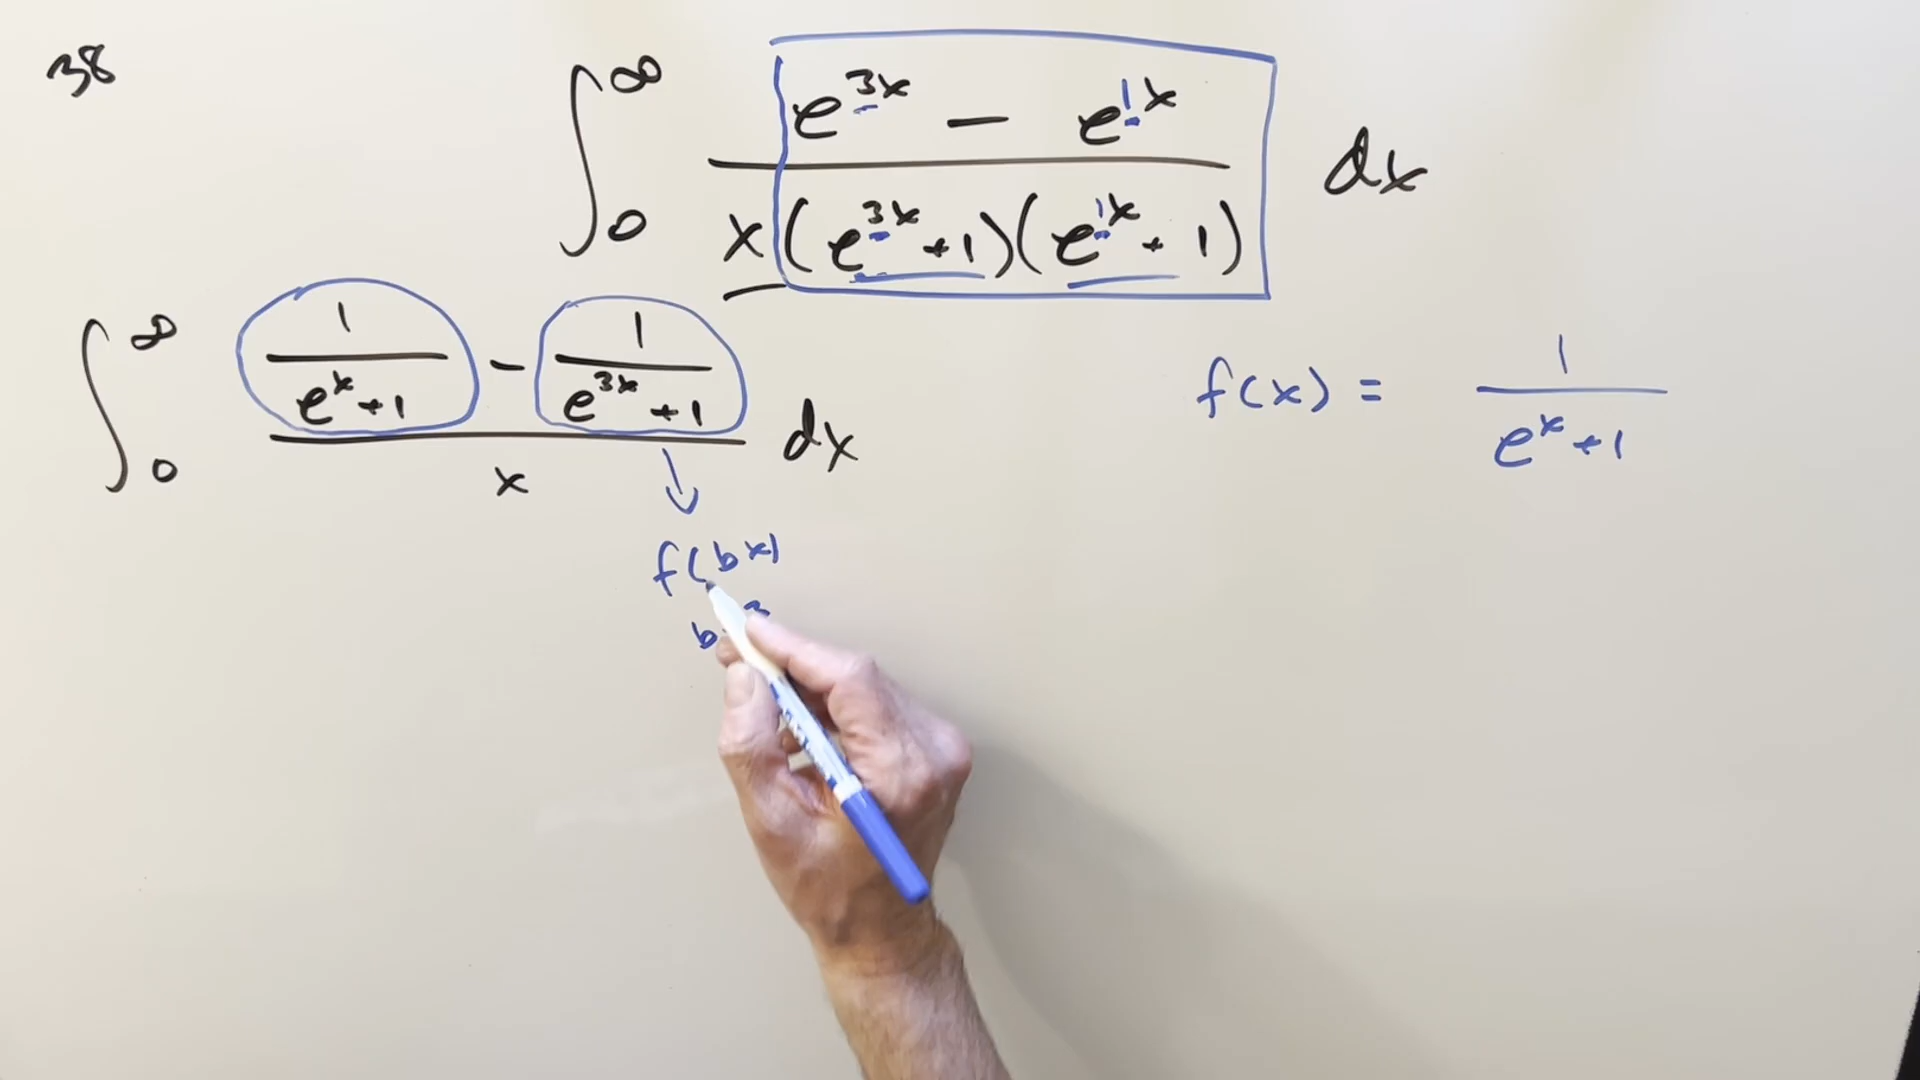 38
∫₀^∞ (e^{3x} − e^{1x}) / (x(e^{3x}+1)(e^{1x}+1)) dx
∫₀^∞ (1/(e^x+1) − 1/(e^{3x}+1)) / x dx
f(x) = 1/(e^x+1)
↓
f(bx)
b 3